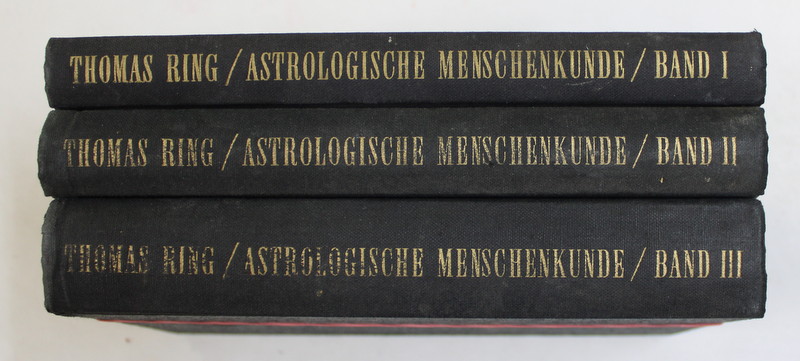 THOMAS RING / ASTROLOGISCHE MENSCHENKUNDE / BAND I
THOMAS RING / ASTROLOGISCHE MENSCHENKUNDE / BAND II
THOMAS RING / ASTROLOGISCHE MENSCHENKUNDE / BAND III